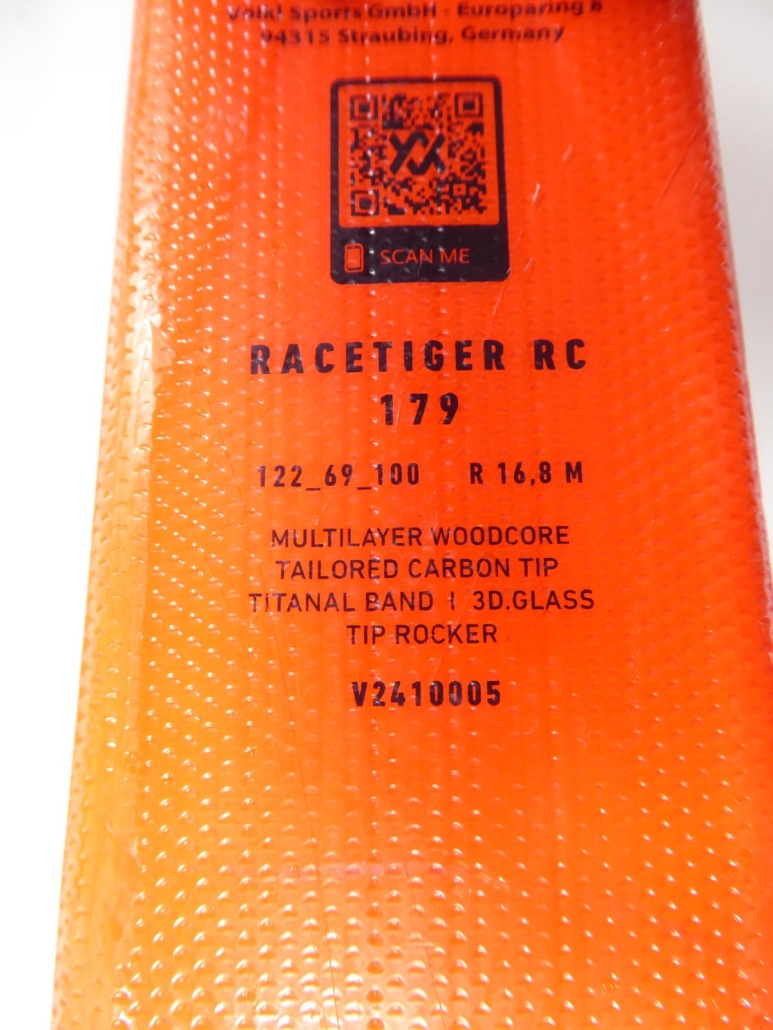 Völkl Sports GmbH - Europaring 8
94315 Straubing, Germany
SCAN ME
RACETIGER RC
179
122_69_100 R 16,8 M
MULTILAYER WOODCORE
TAILORED CARBON TIP
TITANAL BAND | 3D.GLASS
TIP ROCKER
V2410005